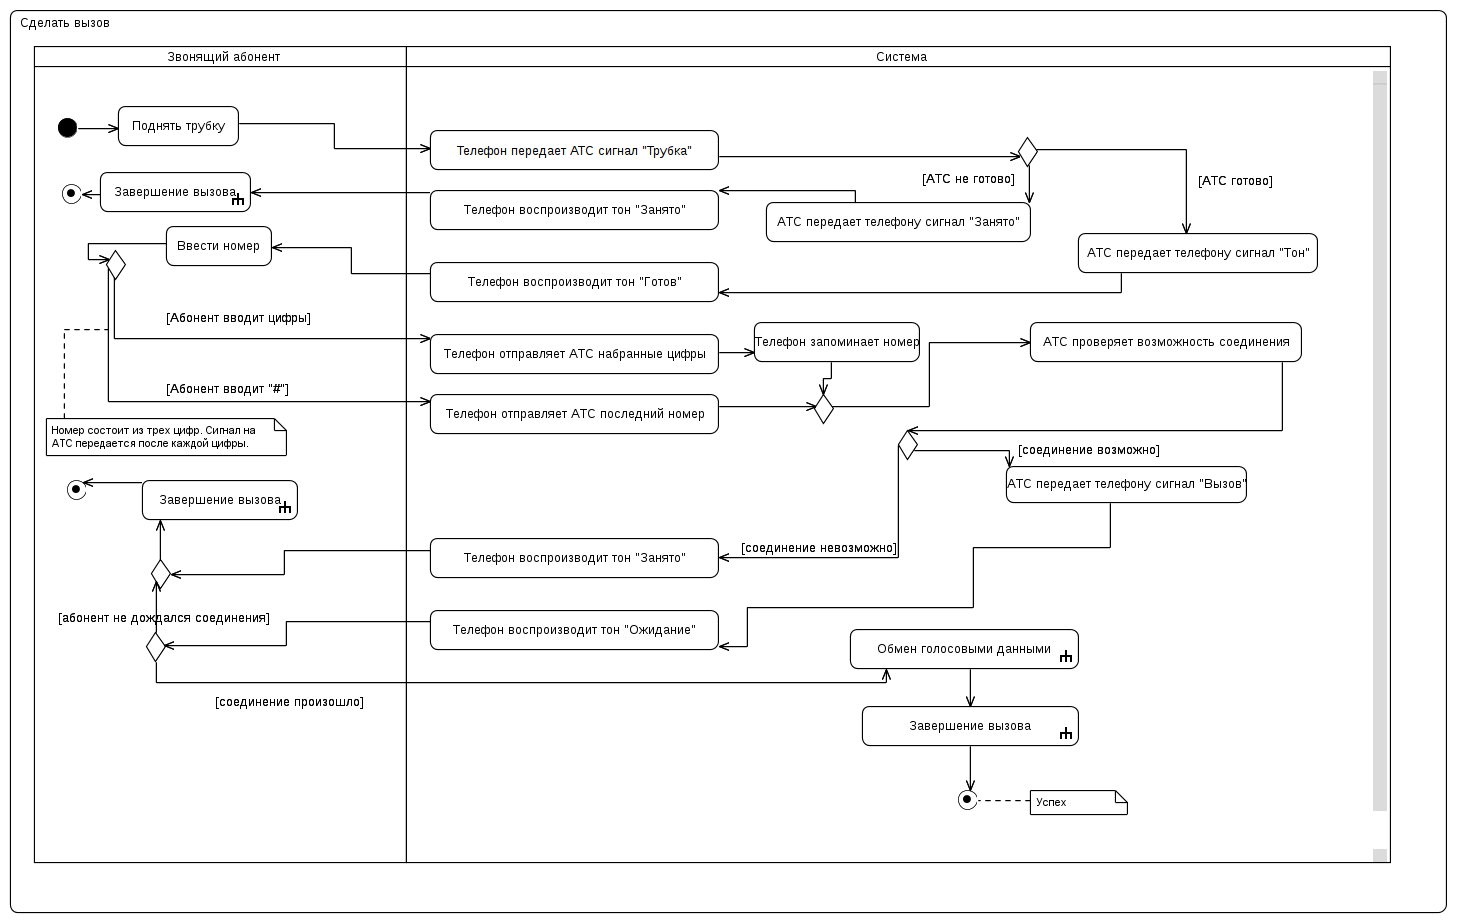 Сделать вызов
Звонящий абонент
Система
Поднять трубку
Телефон передает АТС сигнал "Трубка"
[АТС не готово]
[АТС готово]
Завершение вызова
Телефон воспроизводит тон "Занято"
АТС передает телефону сигнал "Занято"
Ввести номер
АТС передает телефону сигнал "Тон"
Телефон воспроизводит тон "Готов"
[Абонент вводит цифры]
Телефон отправляет АТС набранные цифры
Телефон запоминает номер
АТС проверяет возможность соединения
[Абонент вводит "#"]
Телефон отправляет АТС последний номер
Номер состоит из трех цифр. Сигнал на
АТС передается после каждой цифры.
[соединение возможно]
АТС передает телефону сигнал "Вызов"
Завершение вызова
[соединение невозможно]
Телефон воспроизводит тон "Занято"
[абонент не дождался соединения]
Телефон воспроизводит тон "Ожидание"
Обмен голосовыми данными
[соединение произошло]
Завершение вызова
Успех